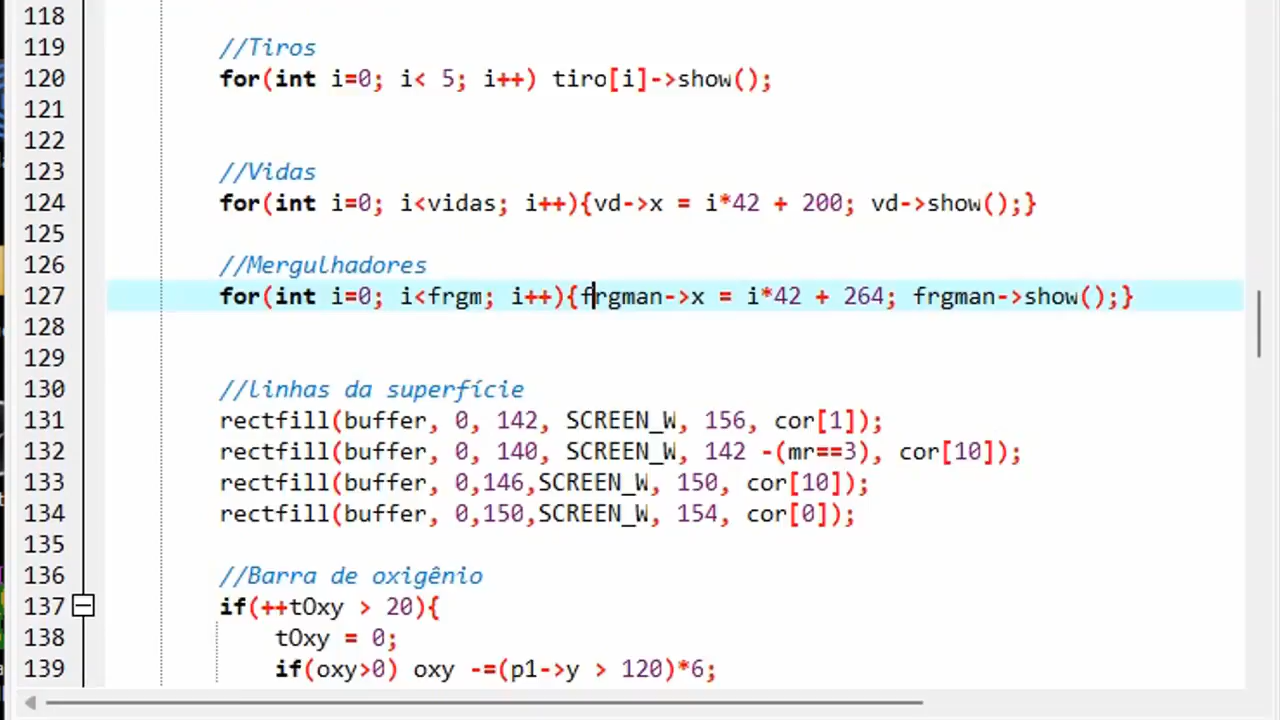 118
119 //Tiros
120 for(int i=0; i< 5; i++) tiro[i]->show();
121
122
123 //Vidas
124 for(int i=0; i<vidas; i++){vd->x = i*42 + 200; vd->show();}
125
126 //Mergulhadores
127 for(int i=0; i<frgm; i++){frgman->x = i*42 + 264; frgman->show();}
128
129
130 //linhas da superfície
131 rectfill(buffer, 0, 142, SCREEN_W, 156, cor[1]);
132 rectfill(buffer, 0, 140, SCREEN_W, 142 -(mr==3), cor[10]);
133 rectfill(buffer, 0,146,SCREEN_W, 150, cor[10]);
134 rectfill(buffer, 0,150,SCREEN_W, 154, cor[0]);
135
136 //Barra de oxigênio
137 if(++tOxy > 20){
138 tOxy = 0;
139 if(oxy>0) oxy -=(p1->y > 120)*6;